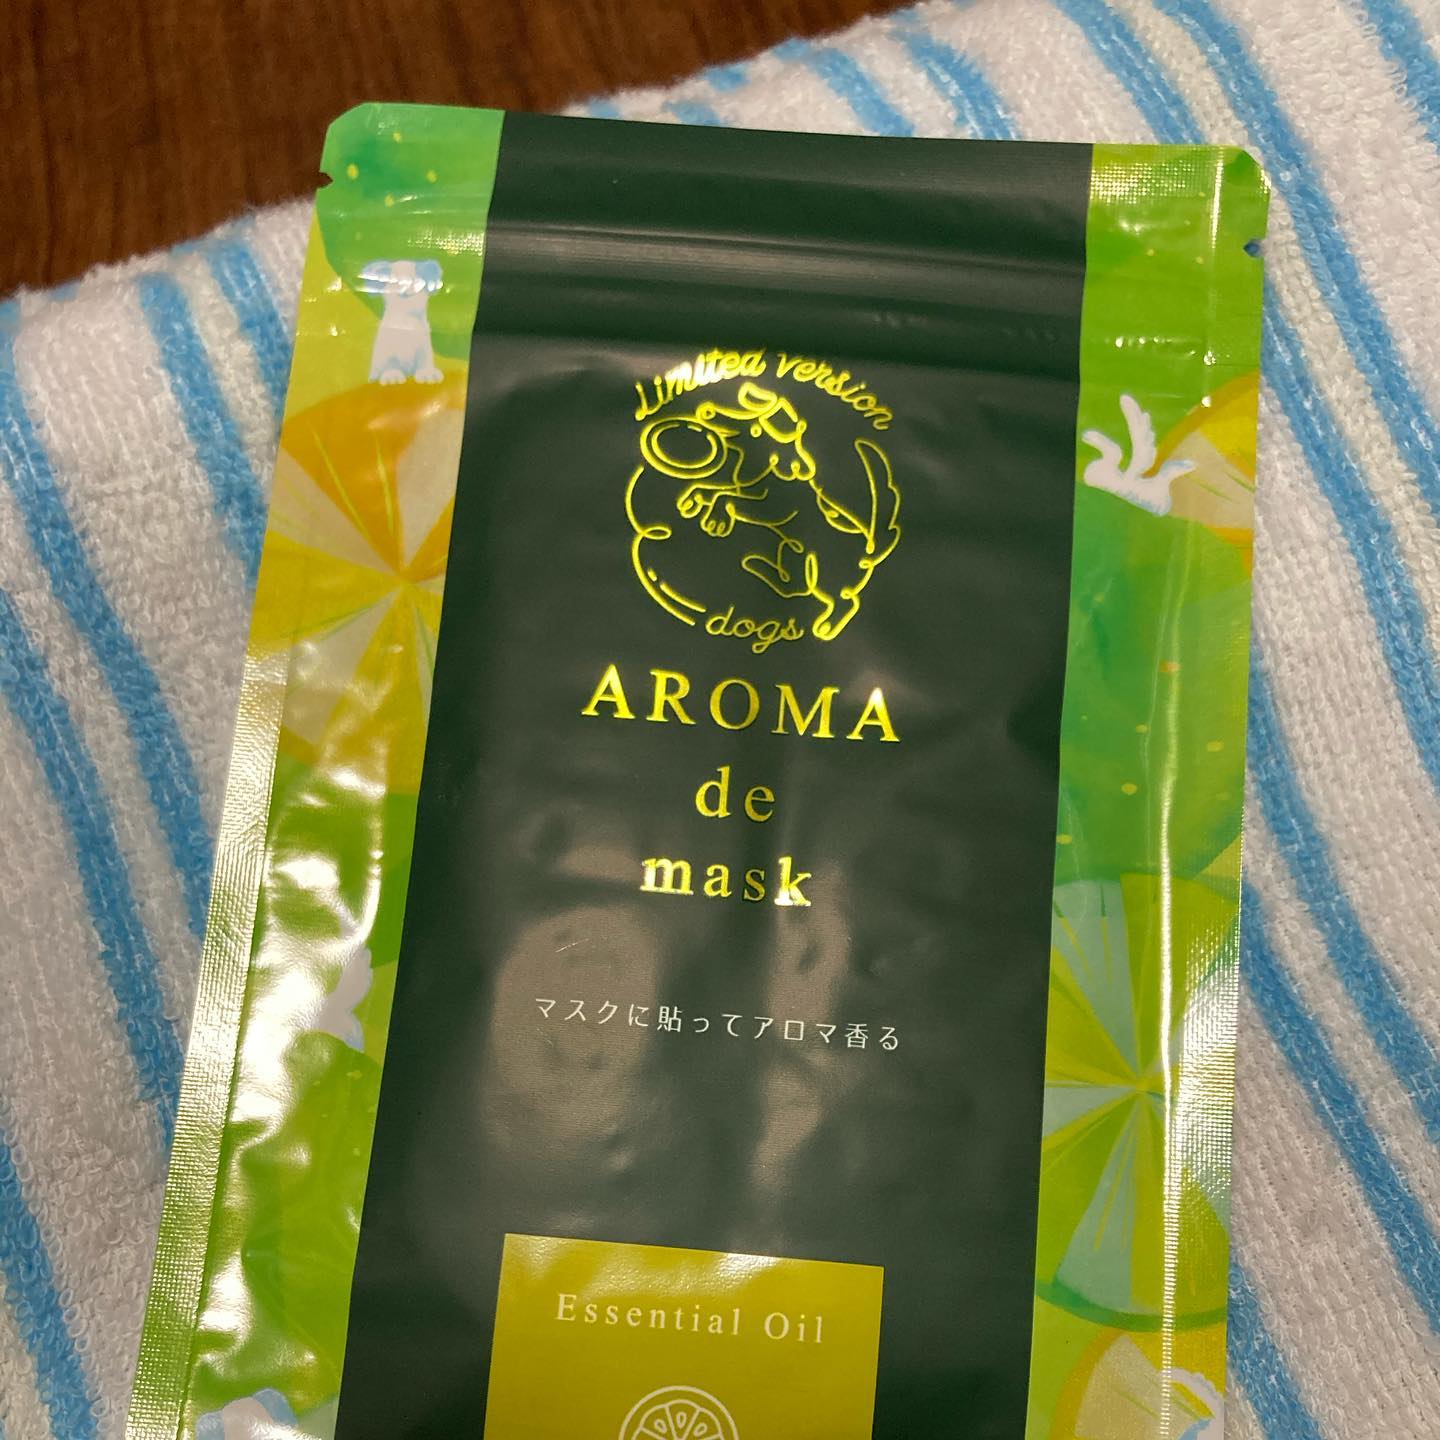 Limited version
dogs
AROMA
de
mask
マスクに貼ってアロマ香る
Essential Oil